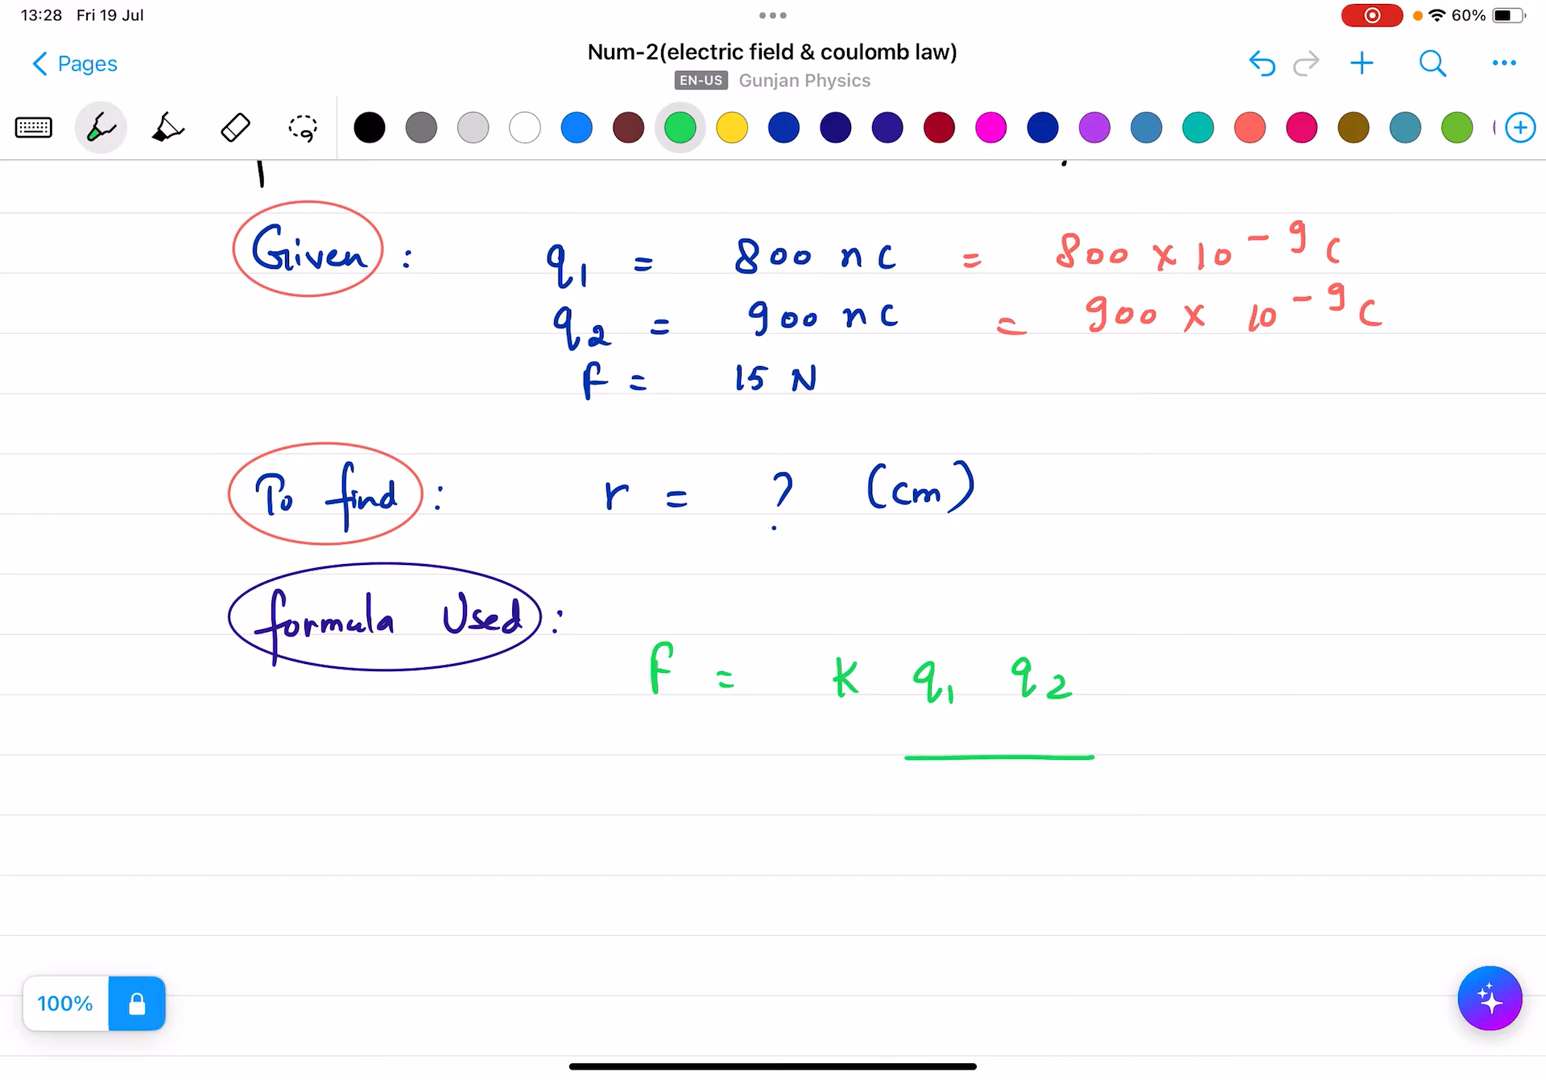 13:28 Fri 19 Jul
60%
Pages
Num-2(electric field & coulomb law)
EN-US Gunjan Physics
Given : q1 = 800 nC = 800 × 10⁻⁹ C
q2 = 900 nC = 900 × 10⁻⁹ C
F = 15 N
To find : r = ? (cm)
formula Used :
F = K q1 q2
100%